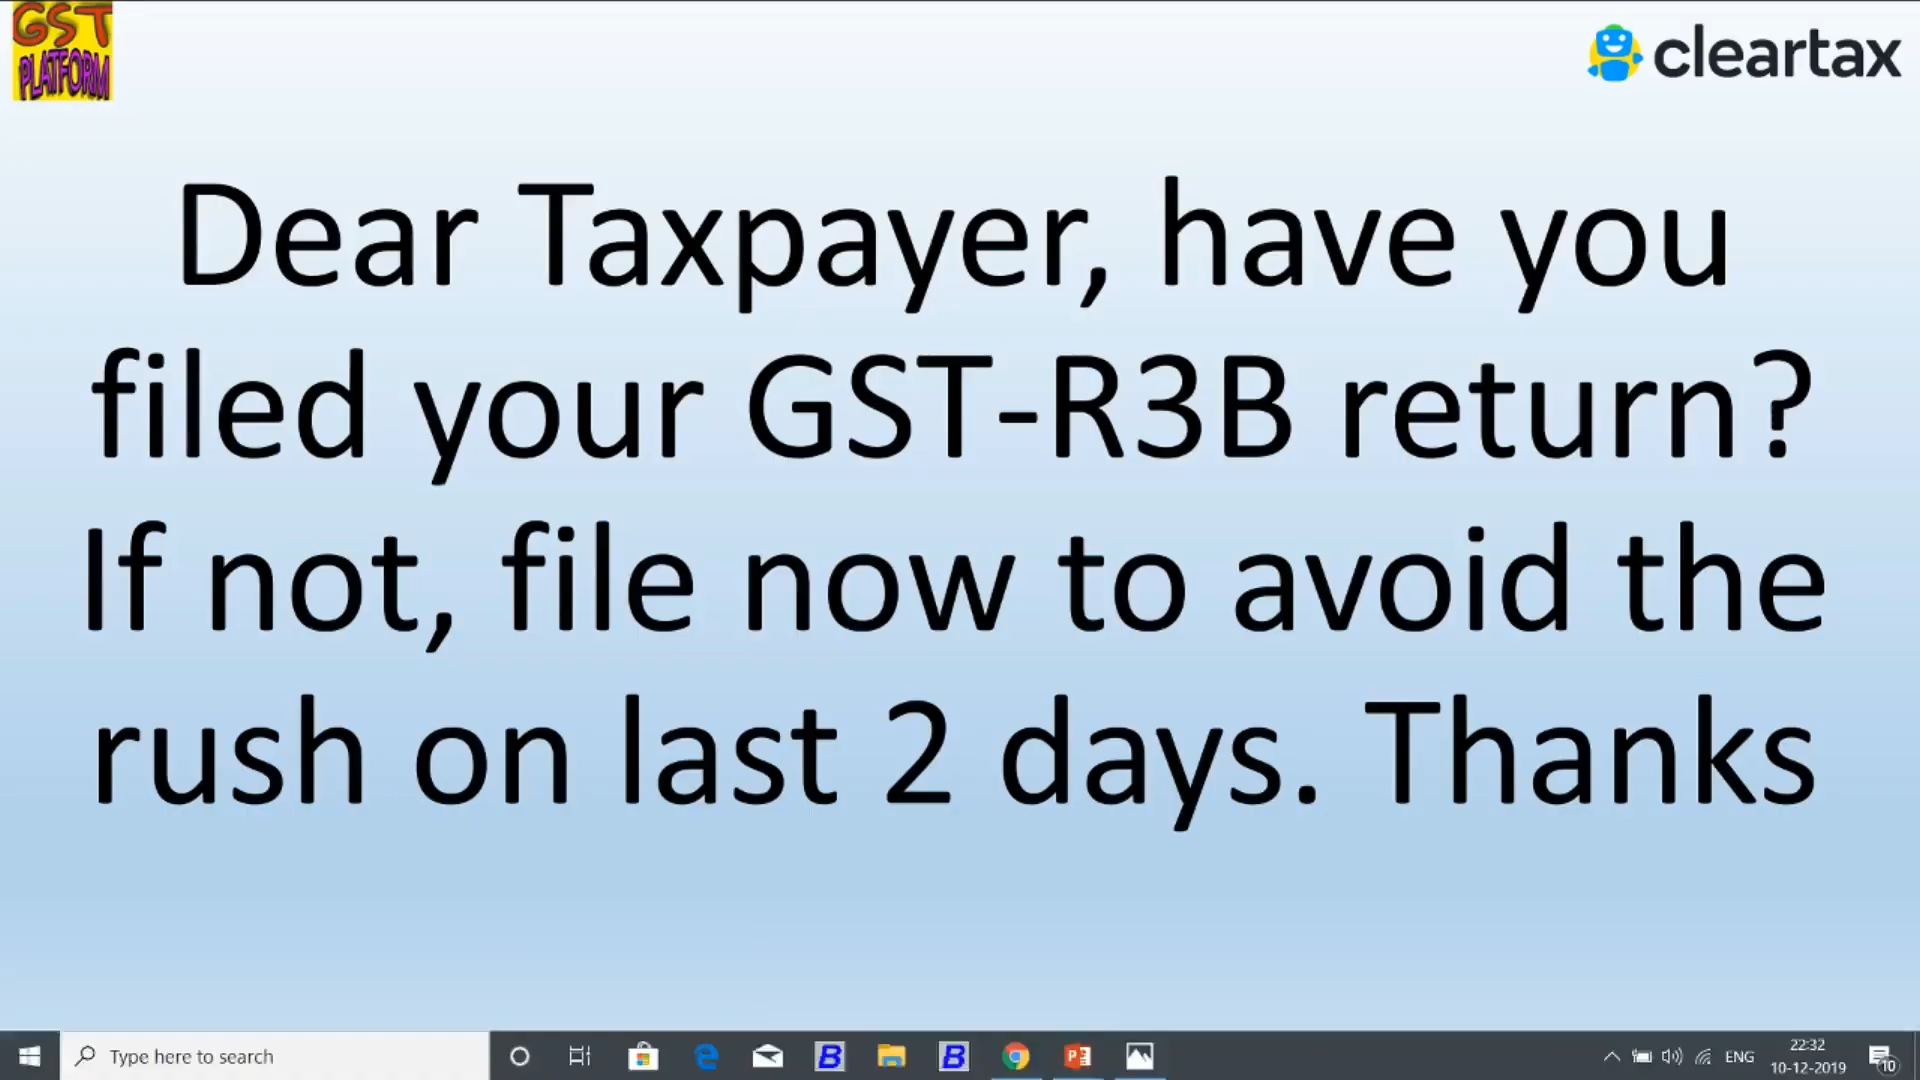 GST
PLATFORM
cleartax
Dear Taxpayer, have you
filed your GST-R3B return?
If not, file now to avoid the
rush on last 2 days. Thanks
Type here to search
B
B
P
ENG
22:32
10-12-2019
10